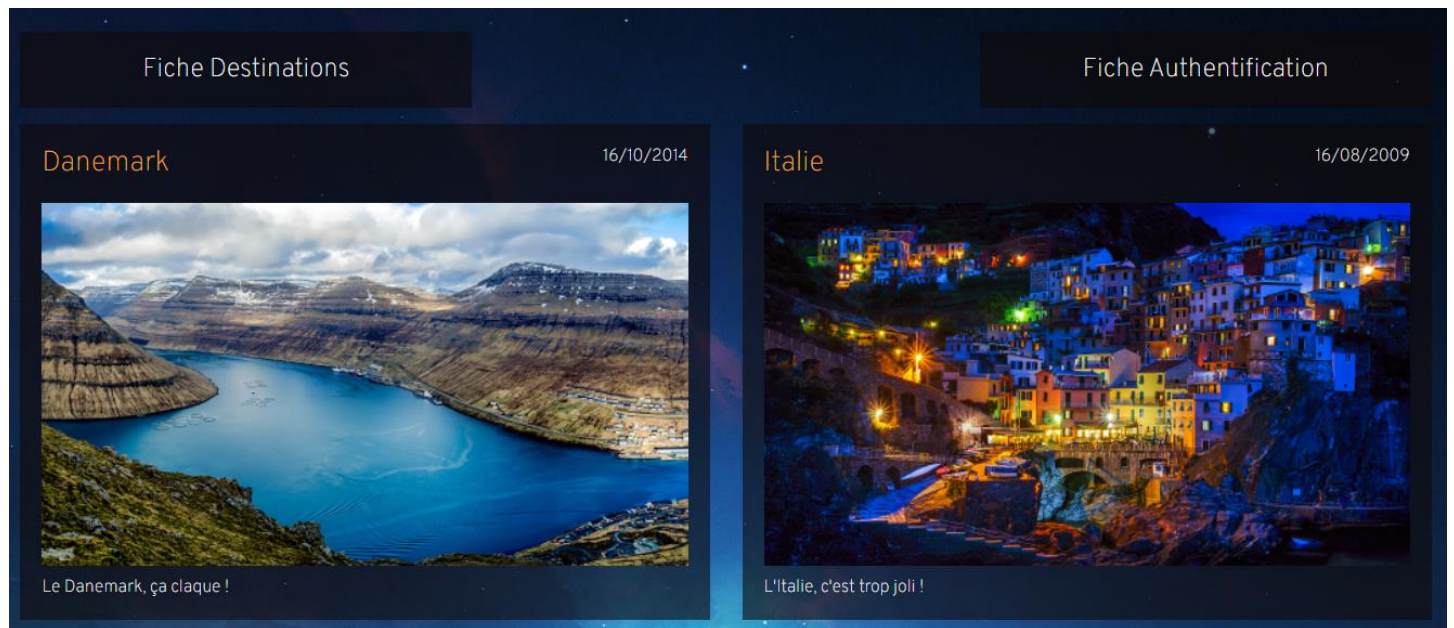 Fiche Destinations
Fiche Authentification
Danemark
16/10/2014
Italie
16/08/2009
Le Danemark, ça claque !
L'Italie, c'est trop joli !